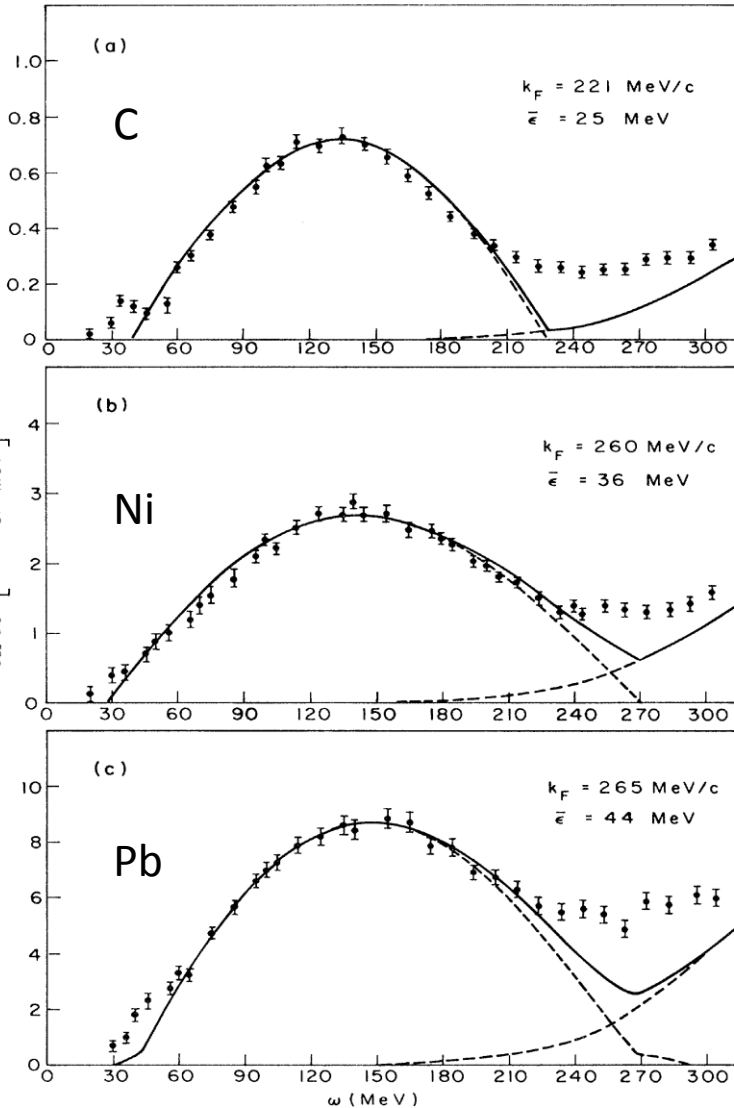 (a)
1.0
k_F = 221 MeV/c
ε̄ = 25 MeV
C
0.8
0.6
0.4
0.2
0
0 30 60 90 120 150 180 210 240 270 300
(b)
4
k_F = 260 MeV/c
ε̄ = 36 MeV
Ni
3
2
1
0
0 30 60 90 120 150 180 210 240 270 300
(c)
10
k_F = 265 MeV/c
ε̄ = 44 MeV
Pb
8
6
4
2
0
0 30 60 90 120 150 180 210 240 270 300
ω (MeV)